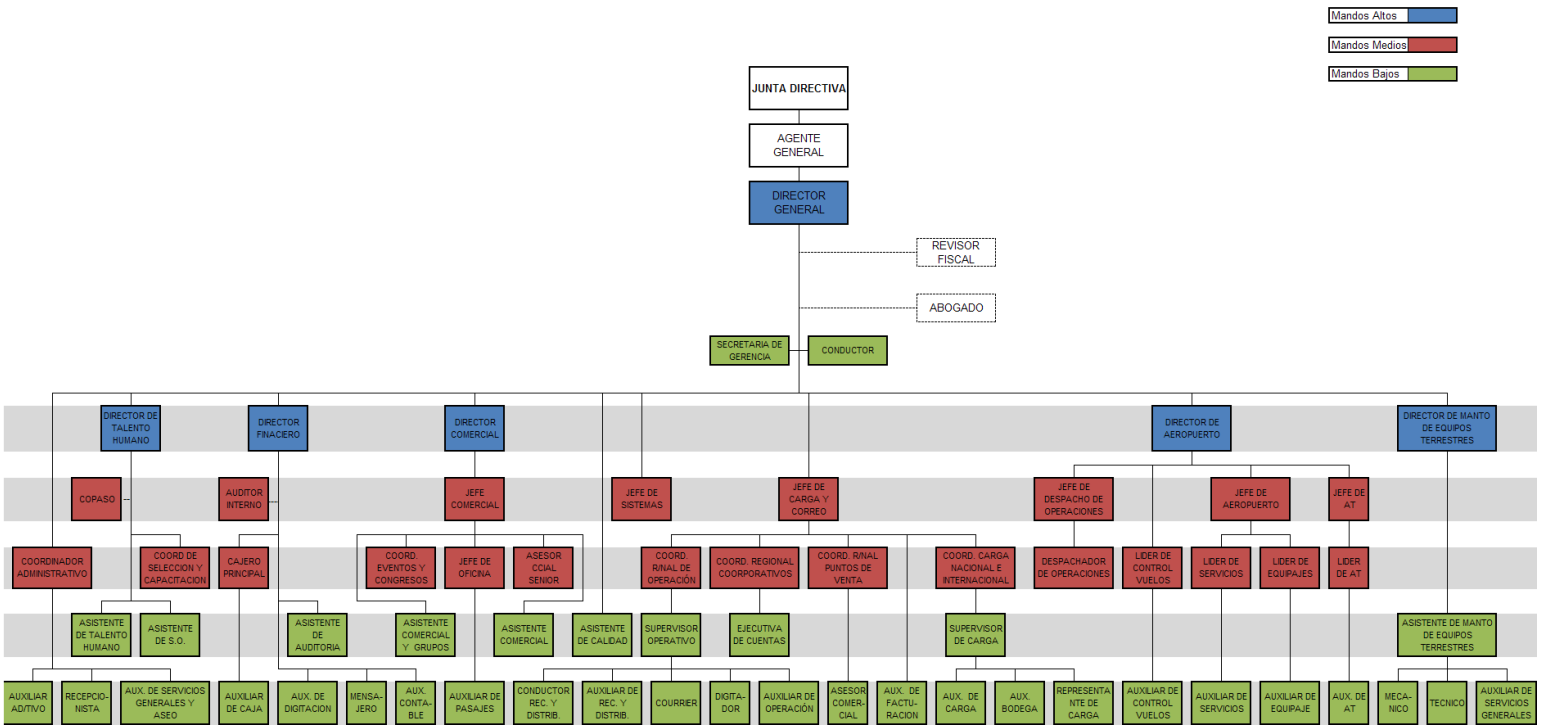 Mandos Altos
Mandos Medios
Mandos Bajos
JUNTA DIRECTIVA
AGENTE
GENERAL
DIRECTOR
GENERAL
REVISOR
FISCAL
ABOGADO
SECRETARIA DE
GERENCIA
CONDUCTOR
DIRECTOR DE
TALENTO
HUMANO
DIRECTOR
FINACIERO
DIRECTOR
COMERCIAL
DIRECTOR DE
AEROPUERTO
DIRECTOR DE MANTO
DE EQUIPOS
TERRESTRES
COPASO
AUDITOR
INTERNO
JEFE
COMERCIAL
JEFE DE
SISTEMAS
JEFE DE
CARGA Y
CORREO
JEFE DE
DESPACHO DE
OPERACIONES
JEFE DE
AEROPUERTO
JEFE DE
AT
COORDINADOR
ADMINISTRATIVO
COORD DE
SELECCION Y
CAPACITACION
CAJERO
PRINCIPAL
COORD.
EVENTOS Y
CONGRESOS
JEFE DE
OFICINA
ASESOR
CCIAL
SENIOR
COORD.
R/NAL DE
OPERACIÓN
COORD. REGIONAL
COORPORATIVOS
COORD. R/NAL
PUNTOS DE
VENTA
COORD. CARGA
NACIONAL E
INTERNACIONAL
DESPACHADOR
DE OPERACIONES
LIDER DE
CONTROL
VUELOS
LIDER DE
SERVICIOS
LIDER DE
EQUIPAJES
LIDER
DE AT
ASISTENTE
DE TALENTO
HUMANO
ASISTENTE
DE S.O.
ASISTENTE
DE
AUDITORIA
ASISTENTE
COMERCIAL
Y GRUPOS
ASISTENTE
COMERCIAL
ASISTENTE
DE CALIDAD
SUPERVISOR
OPERATIVO
EJECUTIVA
DE CUENTAS
SUPERVISOR
DE CARGA
ASISTENTE DE MANTO
DE EQUIPOS
TERRESTRES
AUXILIAR
AD/TIVO
RECEPCIO-
NISTA
AUX. DE SERVICIOS
GENERALES Y
ASEO
AUXILIAR
DE CAJA
AUX. DE
DIGITACION
MENSA-
JERO
AUX.
CONTA-
BLE
AUXILIAR DE
PASAJES
CONDUCTOR
REC. Y
DISTRIB.
AUXILIAR DE
REC. Y
DISTRIB.
COURRIER
DIGITA-
DOR
AUXILIAR DE
OPERACIÓN
ASESOR
COMER-
CIAL
AUX. DE
FACTU-
RACION
AUX. DE
CARGA
AUX.
BODEGA
REPRESENTA
NTE DE
CARGA
AUXILIAR DE
CONTROL
VUELOS
AUXILIAR DE
SERVICIOS
AUXILIAR DE
EQUIPAJE
AUX. DE
AT
MECA-
NICO
TECNICO
AUXILIAR DE
SERVICIOS
GENERALES